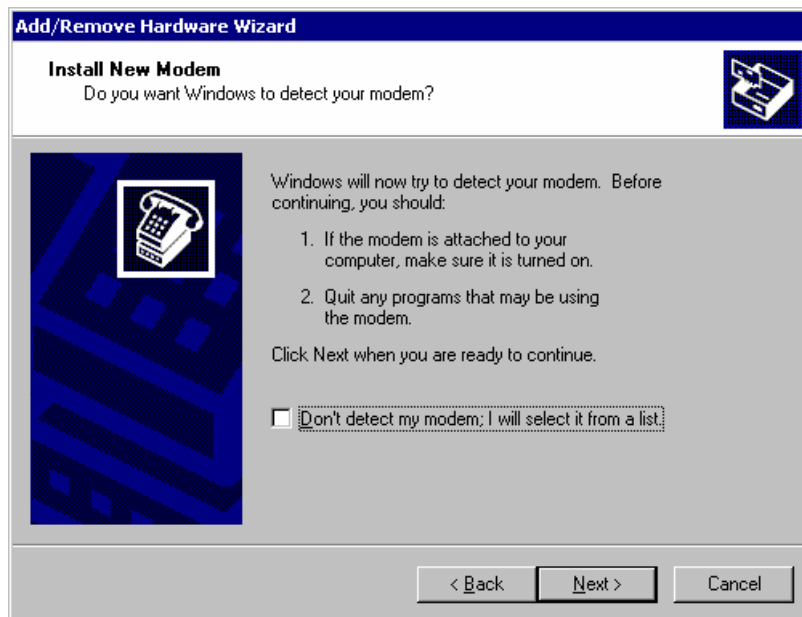 Add/Remove Hardware Wizard
Install New Modem
Do you want Windows to detect your modem?
Windows will now try to detect your modem. Before
continuing, you should:
1. If the modem is attached to your
computer, make sure it is turned on.
2. Quit any programs that may be using
the modem.
Click Next when you are ready to continue.
Don't detect my modem; I will select it from a list.
< Back Next > Cancel